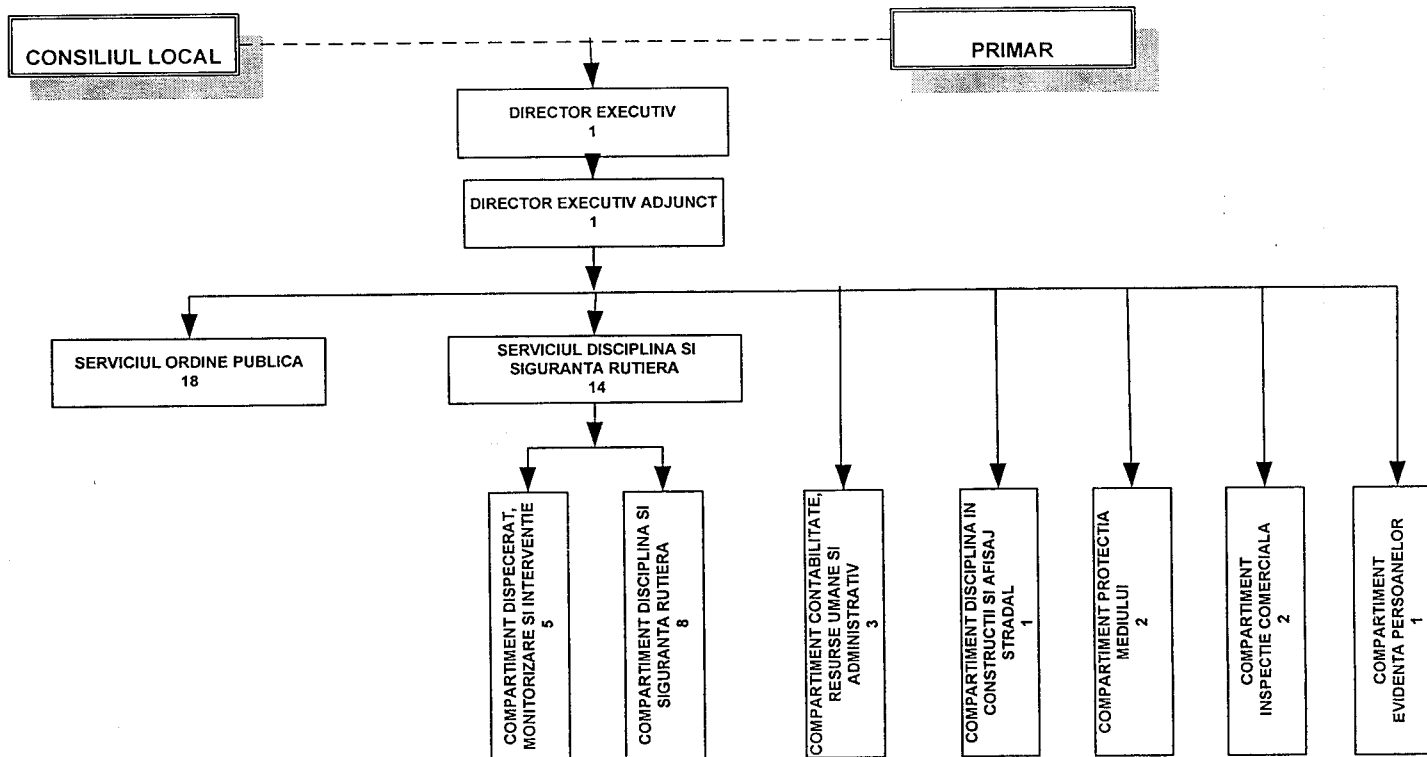 CONSILIUL LOCAL
PRIMAR
DIRECTOR EXECUTIV
1
DIRECTOR EXECUTIV ADJUNCT
1
SERVICIUL ORDINE PUBLICA
18
SERVICIUL DISCIPLINA SI
SIGURANTA RUTIERA
14
COMPARTIMENT DISPECERAT,
MONITORIZARE SI INTERVENTIE
5
COMPARTIMENT DISCIPLINA SI
SIGURANTA RUTIERA
8
COMPARTIMENT CONTABILITATE,
RESURSE UMANE SI
ADMINISTRATIV
3
COMPARTIMENT DISCIPLINA IN
CONSTRUCTII SI AFISAJ
STRADAL
1
COMPARTIMENT PROTECTIA
MEDIULUI
2
COMPARTIMENT
INSPECTIE COMERCIALA
2
COMPARTIMENT
EVIDENTA PERSOANELOR
1